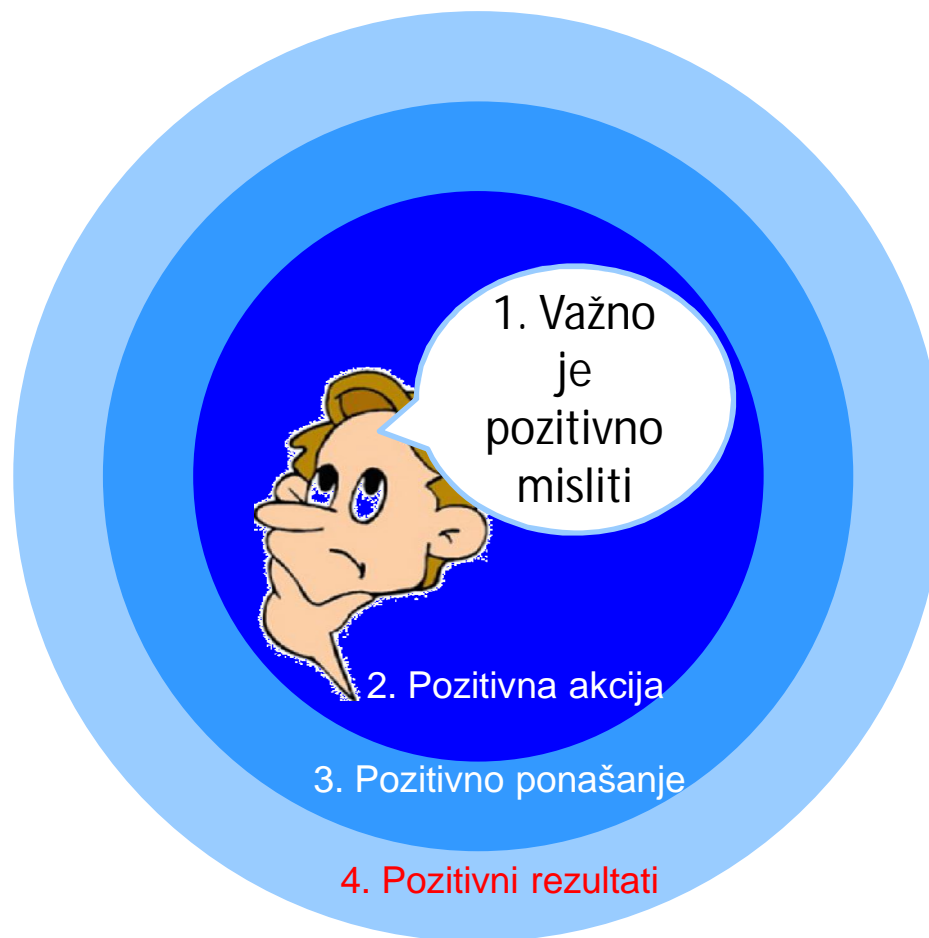 1. Važno
je
pozitivno
misliti
2. Pozitivna akcija
3. Pozitivno ponašanje
4. Pozitivni rezultati